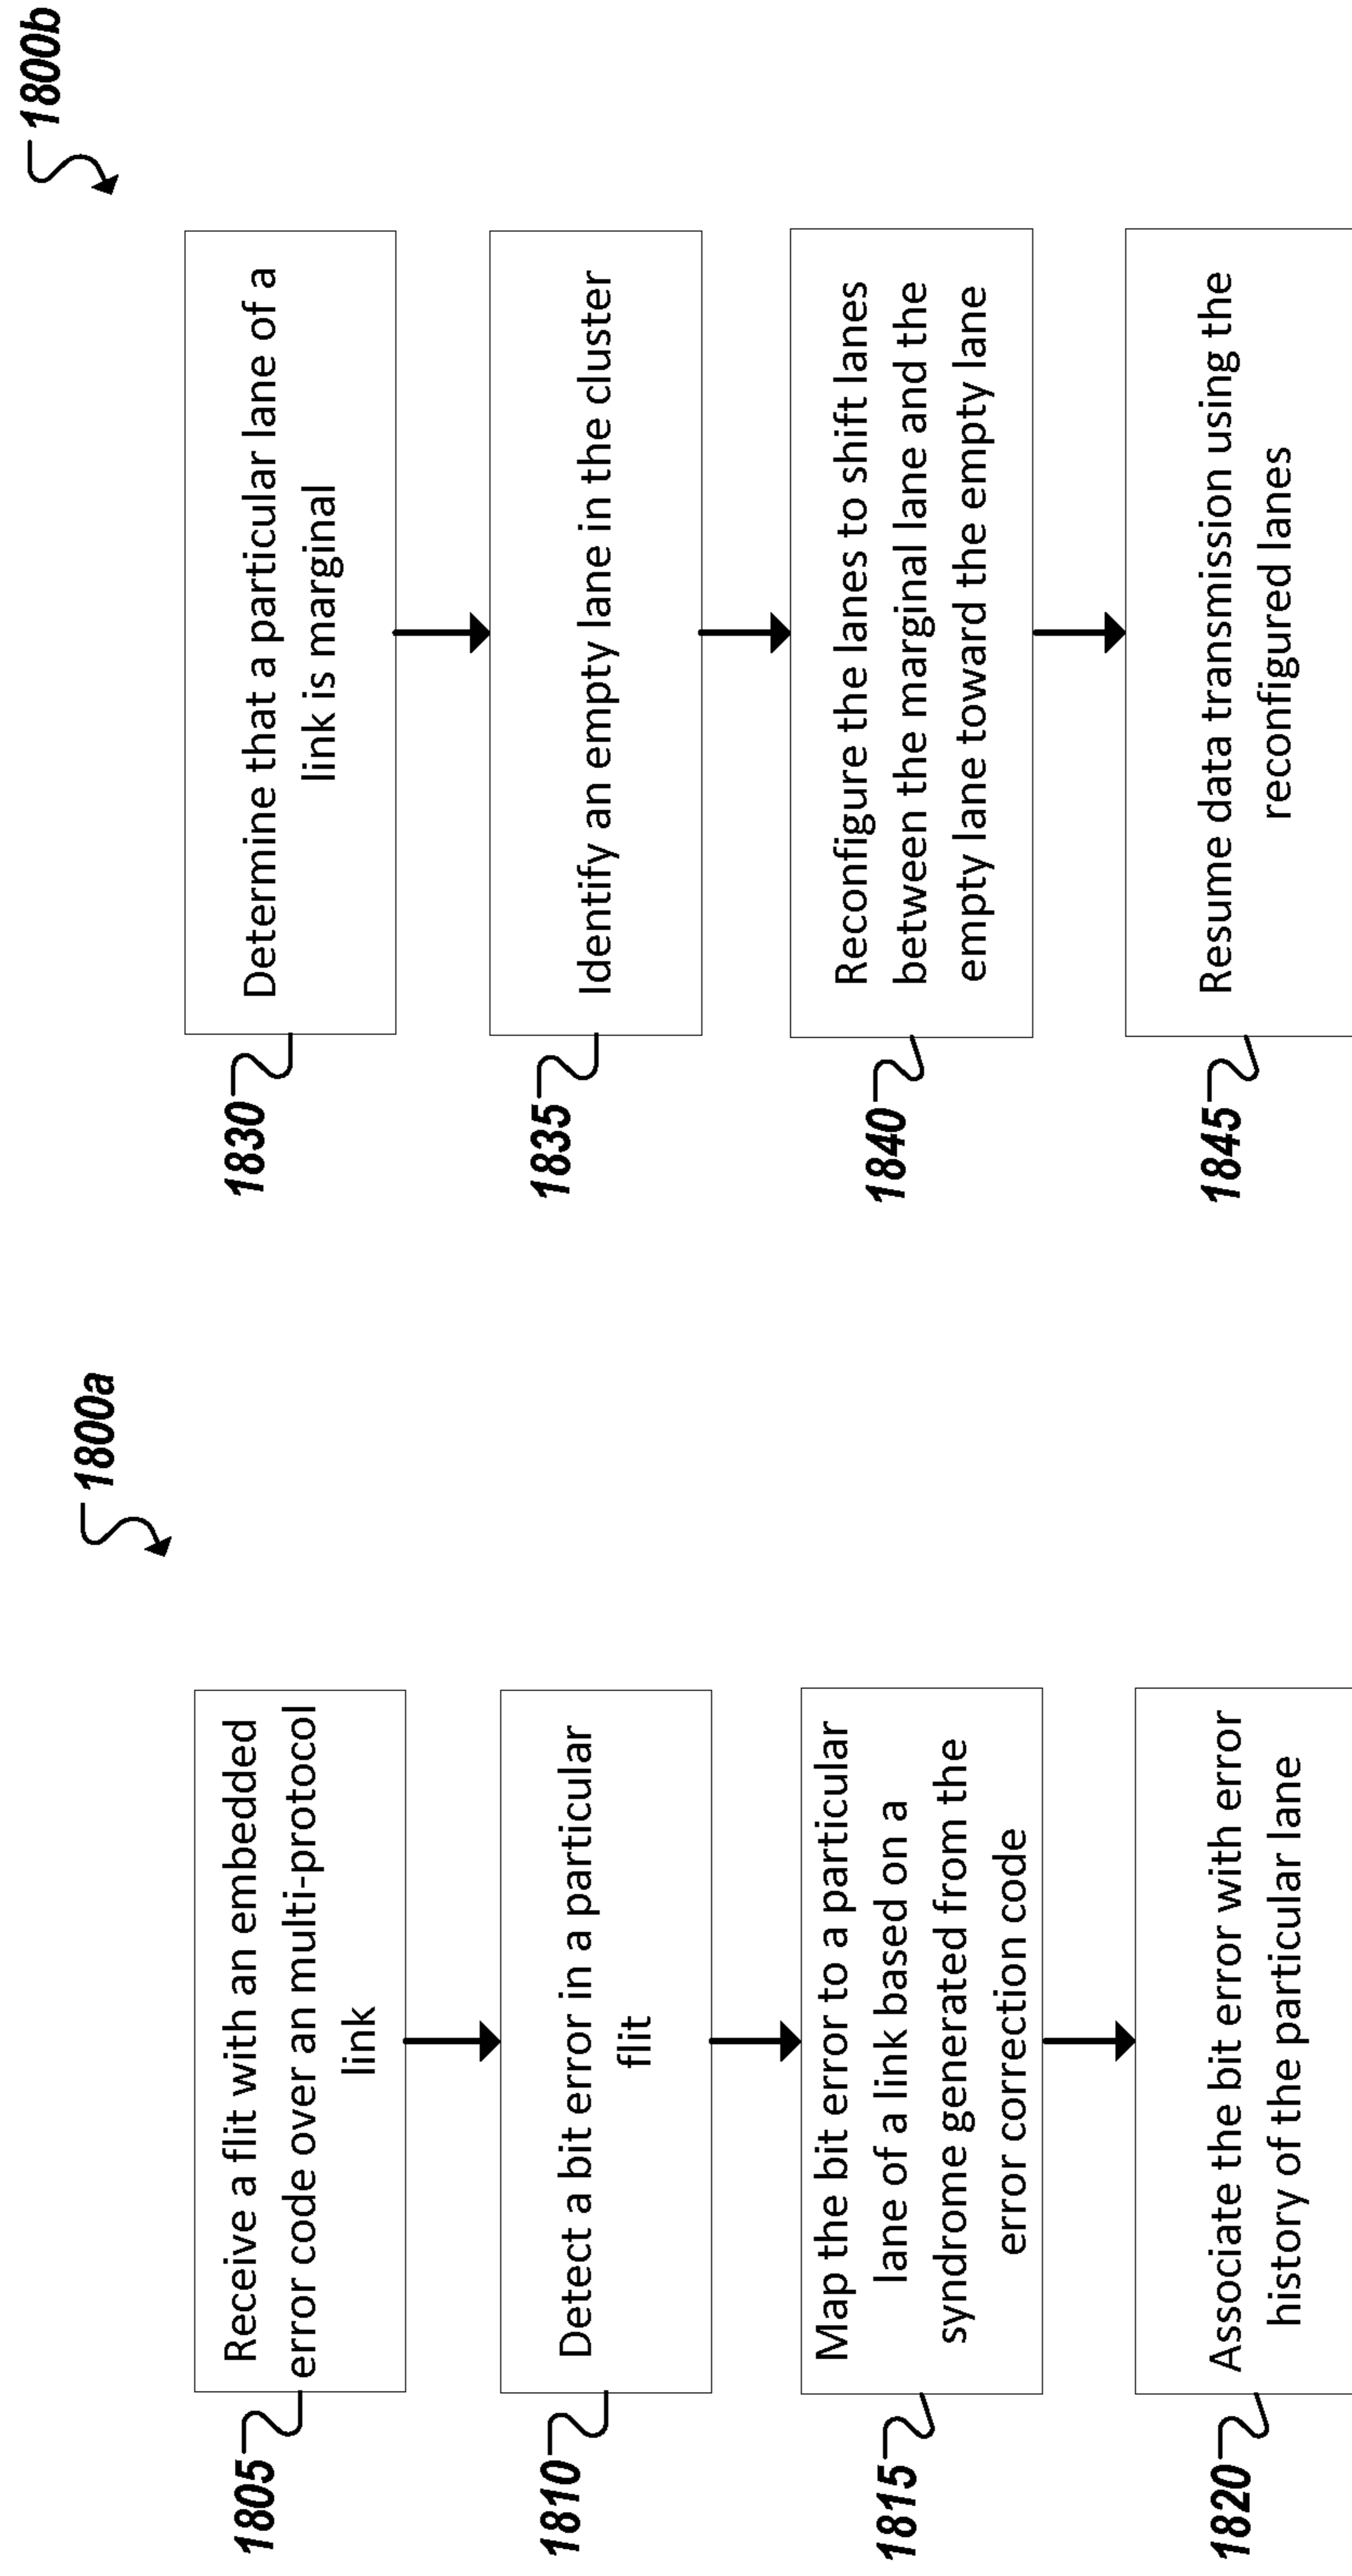 1800a
1805
Receive a flit with an embedded
error code over an multi-protocol
link
1810
Detect a bit error in a particular
flit
1815
Map the bit error to a particular
lane of a link based on a
syndrome generated from the
error correction code
1820
Associate the bit error with error
history of the particular lane
1800b
1830
Determine that a particular lane of a
link is marginal
1835
Identify an empty lane in the cluster
1840
Reconfigure the lanes to shift lanes
between the marginal lane and the
empty lane toward the empty lane
1845
Resume data transmission using the
reconfigured lanes